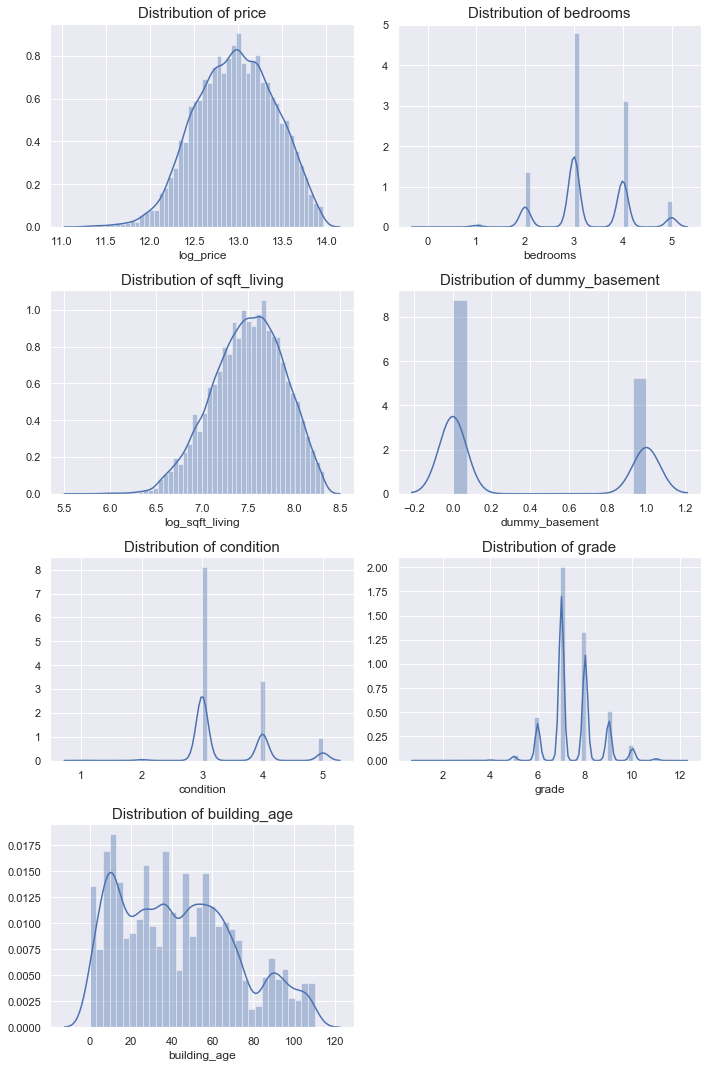 Distribution of price
0.8
0.6
0.4
0.2
0.0
11.0 11.5 12.0 12.5 13.0 13.5 14.0
log_price
Distribution of bedrooms
5
4
3
2
1
0
0 1 2 3 4 5
bedrooms
Distribution of sqft_living
1.0
0.8
0.6
0.4
0.2
0.0
5.5 6.0 6.5 7.0 7.5 8.0 8.5
log_sqft_living
Distribution of dummy_basement
8
6
4
2
0
−0.2 0.0 0.2 0.4 0.6 0.8 1.0 1.2
dummy_basement
Distribution of condition
8
7
6
5
4
3
2
1
0
1 2 3 4 5
condition
Distribution of grade
2.00
1.75
1.50
1.25
1.00
0.75
0.50
0.25
0.00
2 4 6 8 10 12
grade
Distribution of building_age
0.0175
0.0150
0.0125
0.0100
0.0075
0.0050
0.0025
0.0000
0 20 40 60 80 100 120
building_age